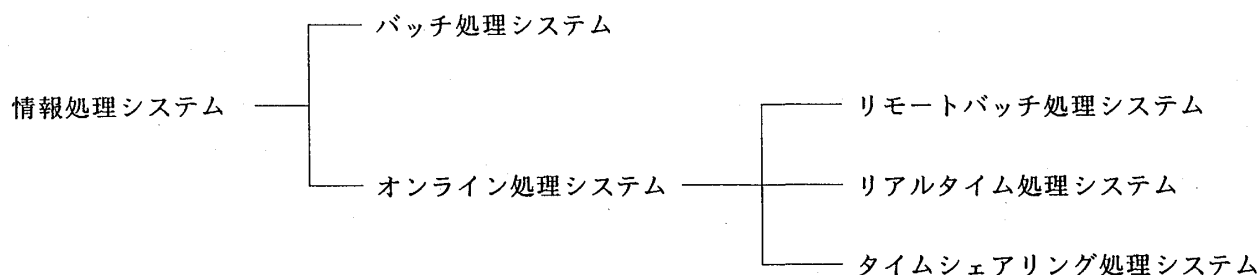 バッチ処理システム
情報処理システム
リモートバッチ処理システム
オンライン処理システム
リアルタイム処理システム
タイムシェアリング処理システム